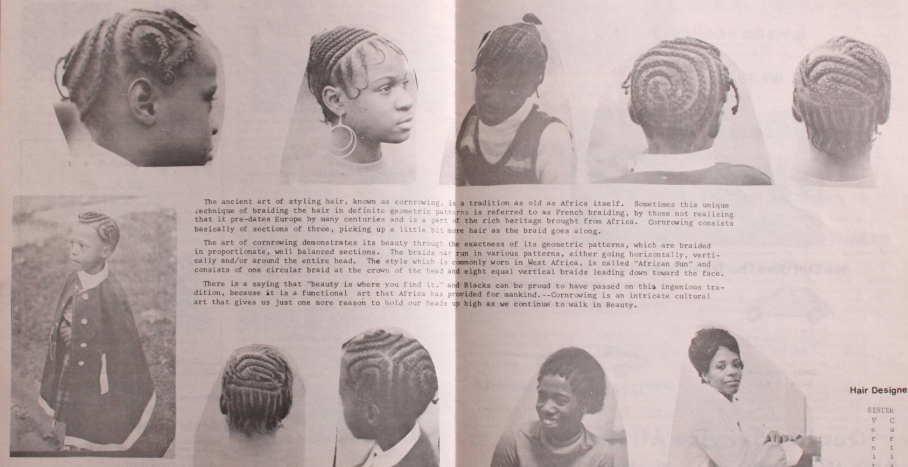 The ancient art of styling hair, known as cornrowing, is a tradition as old as Africa itself. Sometimes this unique
technique of braiding the hair in definite geometric patterns is referred to as French braiding, by those not realizing
that it pre-dates Europe by many centuries and is a part of the rich heritage brought from Africa. Cornrowing consists
basically of sections of three, picking up a little bit more hair as the braid goes along.
The art of cornrowing demonstrates its beauty through the exactness of its geometric patterns, which are braided
in proportionate, well balanced sections. The braids may run in various patterns, either going horizontally, verti-
cally and/or around the entire head. The style which is commonly worn in West Africa, is called "African Sun" and
consists of one circular braid at the crown of the head and eight equal vertical braids leading down toward the face.
There is a saying that "beauty is where you find it," and Blacks can be proud to have passed on this ingenious tra-
dition, because it is a functional art that Africa has provided for mankind.--Cornrowing is an intricate cultural
art that gives us just one more reason to hold our heads up high as we continue to walk in Beauty.
Hair Designe
SISTER
V C
e u
r r
n t
i i